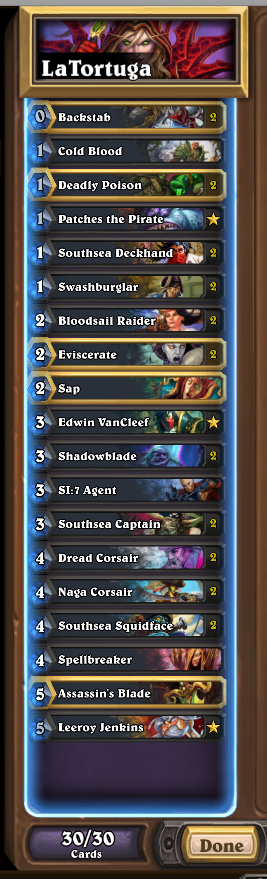 LaTortuga
0 Backstab 2
1 Cold Blood
1 Deadly Poison 2
1 Patches the Pirate
1 Southsea Deckhand 2
1 Swashburglar 2
2 Bloodsail Raider 2
2 Eviscerate 2
2 Sap
3 Edwin VanCleef
3 Shadowblade 2
3 SI:7 Agent
3 Southsea Captain 2
4 Dread Corsair 2
4 Naga Corsair 2
4 Southsea Squidface 2
4 Spellbreaker
5 Assassin's Blade
5 Leeroy Jenkins
30/30
Cards
Done